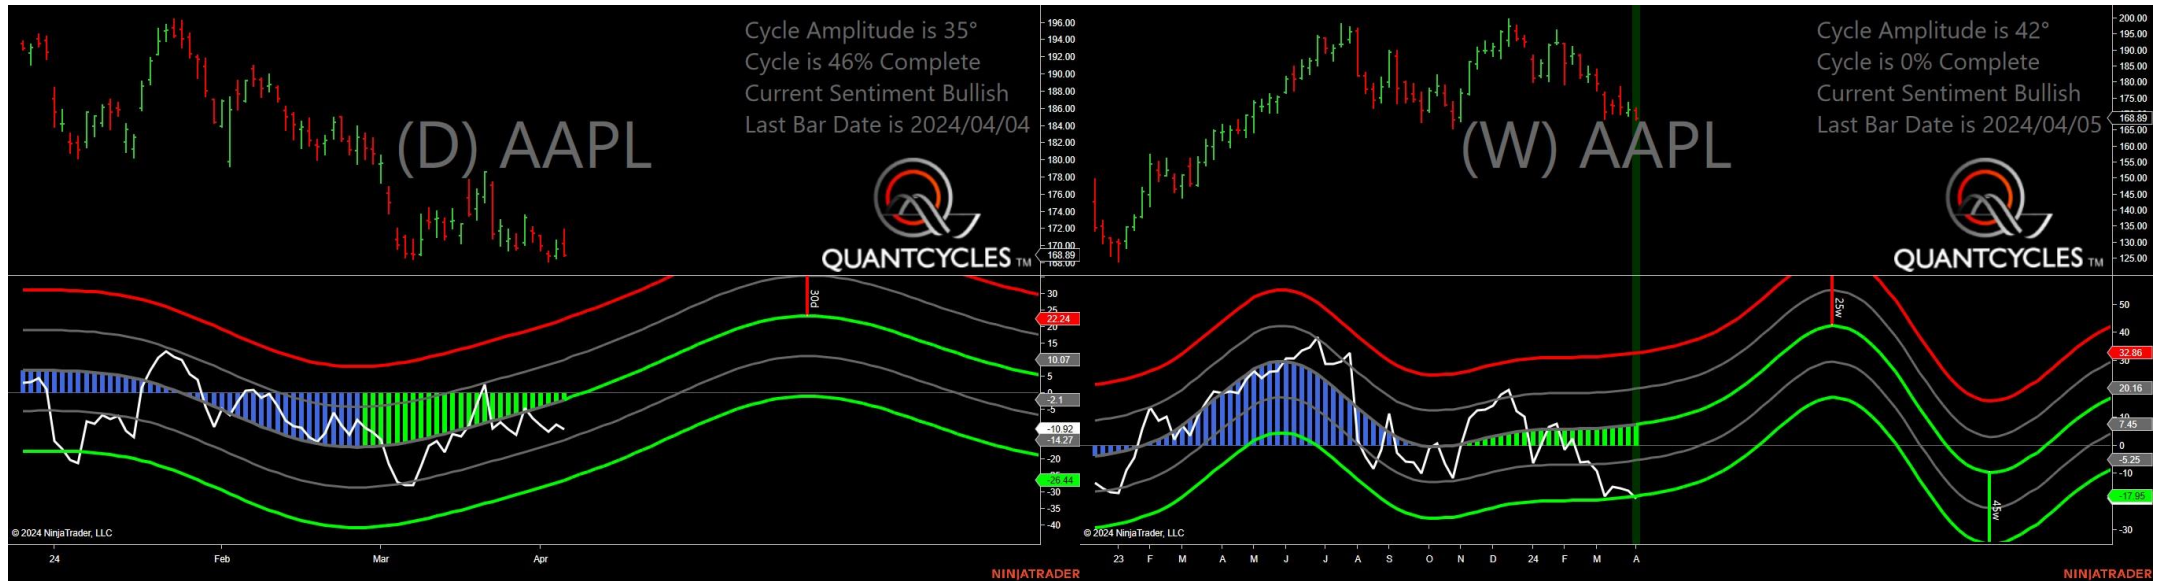 Cycle Amplitude is 35°
Cycle is 46% Complete
Current Sentiment Bullish
Last Bar Date is 2024/04/04
(D) AAPL
QUANTCYCLES TM
196.00
194.00
192.00
190.00
188.00
186.00
184.00
182.00
180.00
178.00
176.00
174.00
172.00
170.00
168.89
168.00
30d
30
25
22.24
20
15
10.07
5
0
-2.1
-5
-10.92
-14.27
-20
-26.44
-30
-35
-40
© 2024 NinjaTrader, LLC
24 Feb Mar Apr
NINJATRADER
Cycle Amplitude is 42°
Cycle is 0% Complete
Current Sentiment Bullish
Last Bar Date is 2024/04/05
(W) AAPL
QUANTCYCLES TM
200.00
195.00
190.00
185.00
180.00
175.00
168.89
165.00
160.00
155.00
150.00
145.00
140.00
135.00
130.00
125.00
25w
45w
50
40
32.86
30
20.16
10
7.45
0
-5.25
-10
-17.95
-30
© 2024 NinjaTrader, LLC
23 F M A M J J A S O N D 24 F M A
NINJATRADER